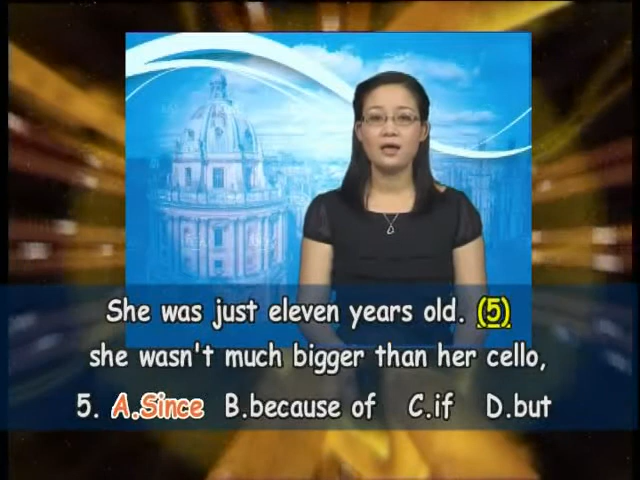 She was just eleven years old. (5)
she wasn't much bigger than her cello,
5. A.Since B.because of C.if D.but